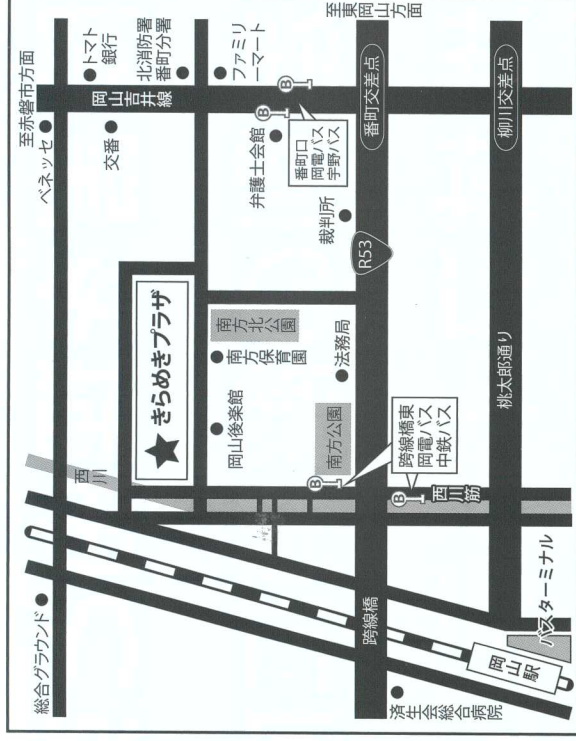 総合グラウンド
西川
★きらめきプラザ
至赤磐市方面
ベネッセ
交番
トマト
銀行
岡山吉井線
北消防署
番町分署
ファミリ
ーマート
岡山後楽館
南方保育園
南方北公園
弁護士会館
番町口
岡電バス
宇野バス
裁判所
法務局
南方公園
R53
跨線橋
番町交差点
至東岡山方面
済生会総合病院
跨線橋東
岡電バス
中鉄バス
西川筋
桃太郎通り
柳川交差点
バスターミナル
岡山駅
B
B
B
B